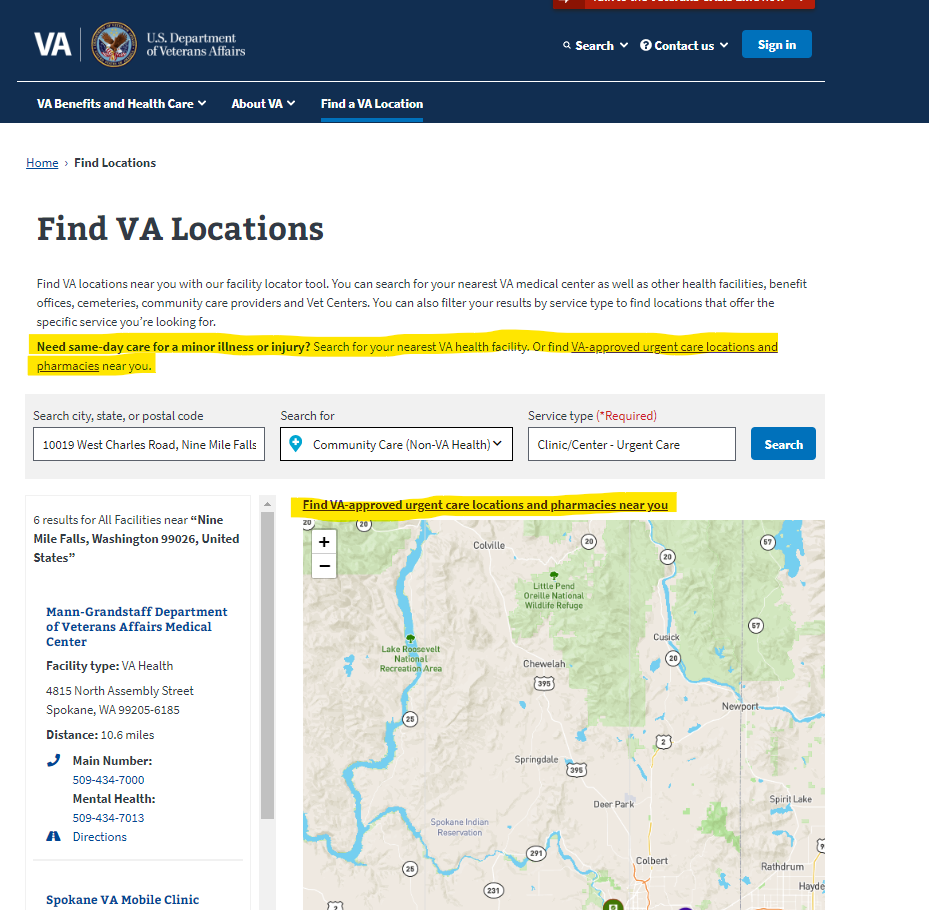 VA
U.S. Department
of Veterans Affairs
Search
Contact us
Sign in
VA Benefits and Health Care
About VA
Find a VA Location
Home › Find Locations
Find VA Locations
Find VA locations near you with our facility locator tool. You can search for your nearest VA medical center as well as other health facilities, benefit
offices, cemeteries, community care providers and Vet Centers. You can also filter your results by service type to find locations that offer the
specific service you’re looking for.
Need same-day care for a minor illness or injury? Search for your nearest VA health facility. Or find VA-approved urgent care locations and
pharmacies near you.
Search city, state, or postal code
10019 West Charles Road, Nine Mile Falls
Search for
Community Care (Non-VA Health)
Service type (*Required)
Clinic/Center - Urgent Care
Search
6 results for All Facilities near “Nine
Mile Falls, Washington 99026, United
States”
Mann-Grandstaff Department
of Veterans Affairs Medical
Center
Facility type: VA Health
4815 North Assembly Street
Spokane, WA 99205-6185
Distance: 10.6 miles
Main Number:
509-434-7000
Mental Health:
509-434-7013
Directions
Spokane VA Mobile Clinic
Find VA-approved urgent care locations and pharmacies near you
+
−
20
20
Colville
20
20
57
Little Pend
Oreille National
Wildlife Refuge
57
Cusick
Lake Roosevelt
National
Recreation Area
20
Chewelah
395
25
Newport
2
Springdale
395
Deer Park
Spirit Lake
Spokane Indian
Reservation
291
Colbert
25
Rathdrum
231
Hayde
2